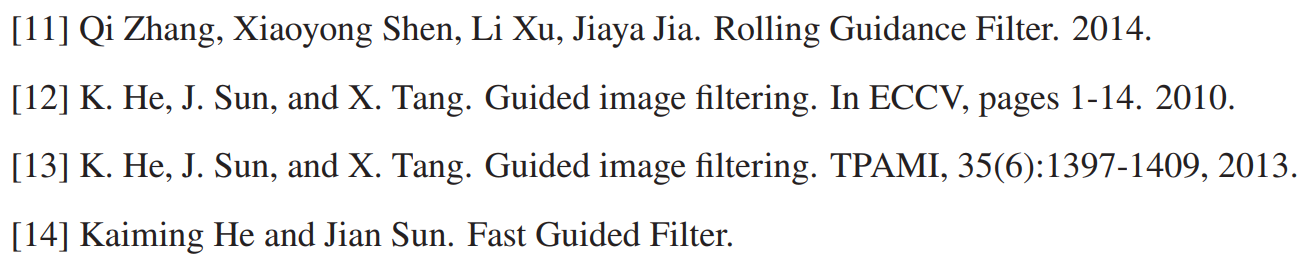 [11] Qi Zhang, Xiaoyong Shen, Li Xu, Jiaya Jia. Rolling Guidance Filter. 2014.
[12] K. He, J. Sun, and X. Tang. Guided image filtering. In ECCV, pages 1-14. 2010.
[13] K. He, J. Sun, and X. Tang. Guided image filtering. TPAMI, 35(6):1397-1409, 2013.
[14] Kaiming He and Jian Sun. Fast Guided Filter.